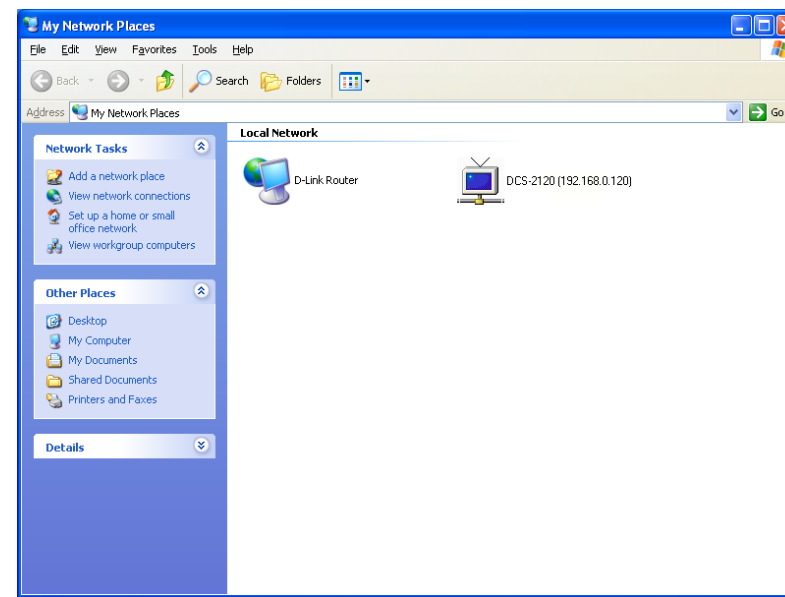 My Network Places
File Edit View Favorites Tools Help
Back Search Folders
Address My Network Places Go
Network Tasks
Add a network place
View network connections
Set up a home or small
office network
View workgroup computers
Other Places
Desktop
My Computer
My Documents
Shared Documents
Printers and Faxes
Details
Local Network
D-Link Router
DCS-2120 (192.168.0.120)